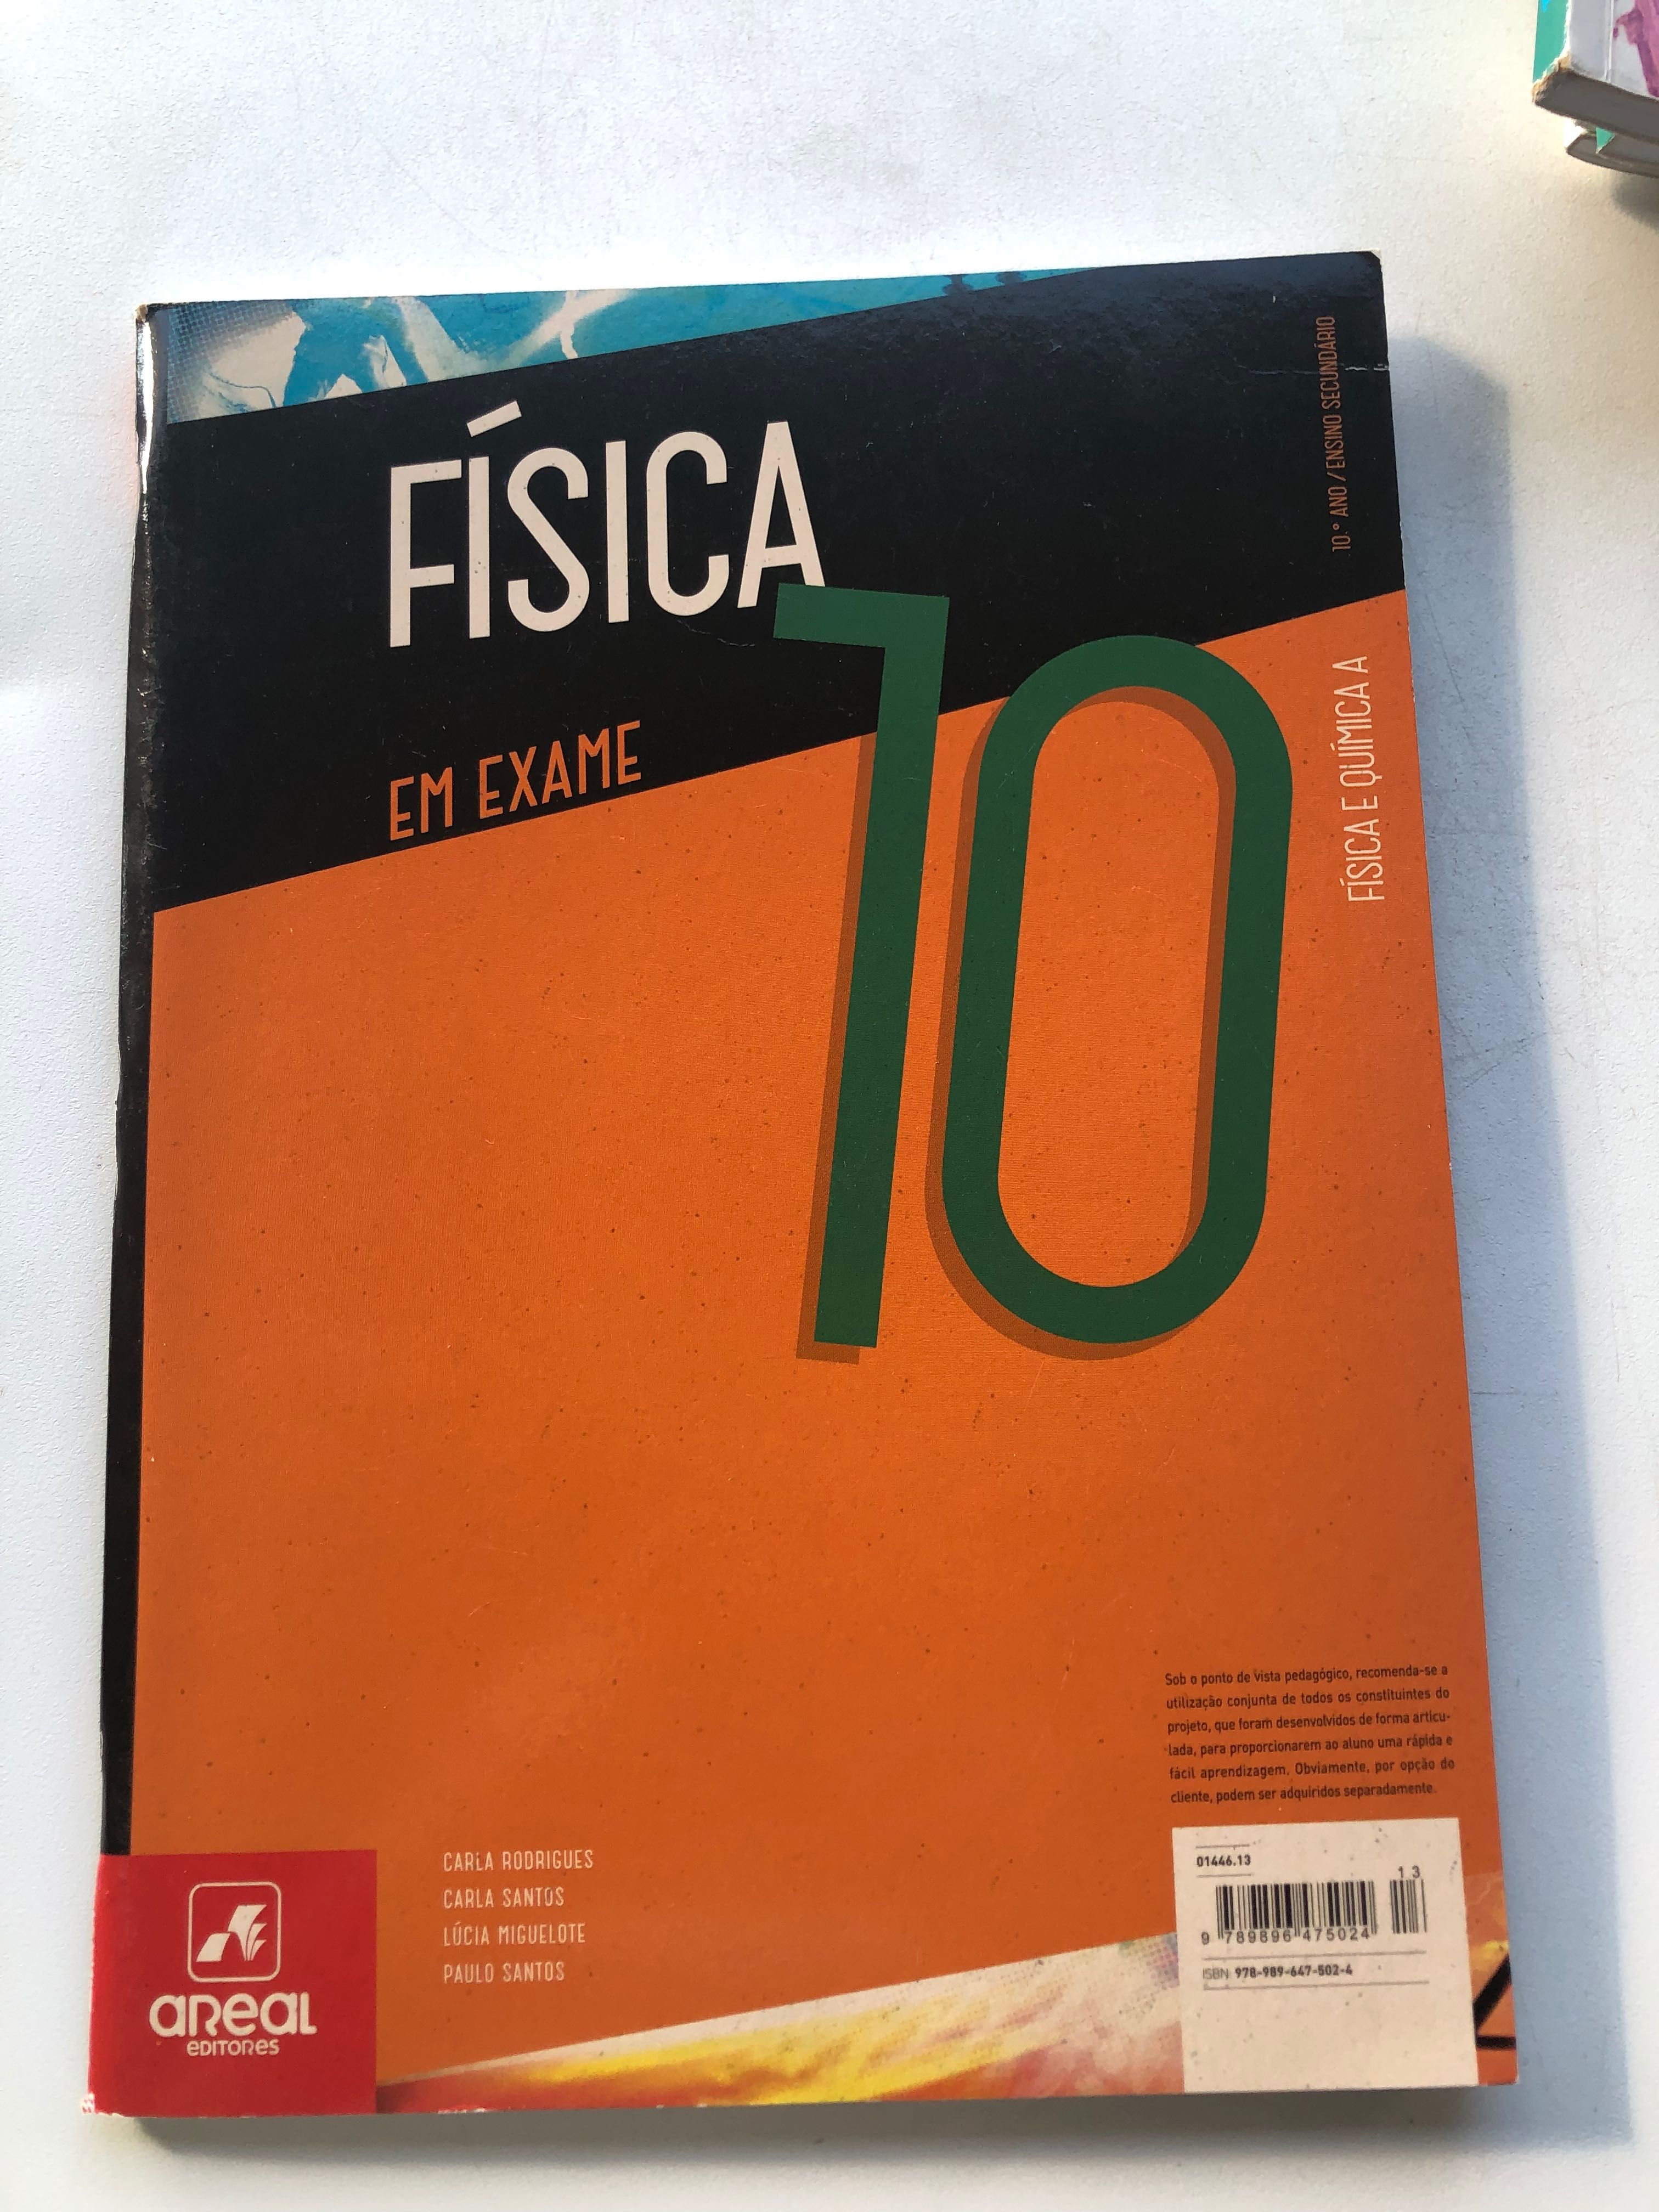 FÍSICA
10
EM EXAME
10.º ANO / ENSINO SECUNDÁRIO
FÍSICA E QUÍMICA A
Sob o ponto de vista pedagógico, recomenda-se a
utilização conjunta de todos os constituintes do
projeto, que foram desenvolvidos de forma articu-
lada, para proporcionarem ao aluno uma rápida e
fácil aprendizagem. Obviamente, por opção do
cliente, podem ser adquiridos separadamente.
CARLA RODRIGUES
CARLA SANTOS
LÚCIA MIGUELOTE
PAULO SANTOS
aReaL
eDITORes
01446.13
13
9 789896 475024
ISBN 978-989-647-502-4